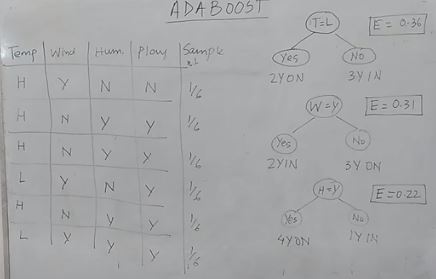 ADABOOST
Temp Wind Hum. Play Sample
H Y N N 1/6
H N Y Y 1/6
H N Y Y 1/6
L Y N Y 1/6
H N Y Y 1/6
L Y Y Y 1/6
T=L E = 0.36
Yes No
2Y0N 3Y1N
W=Y E = 0.31
Yes No
2Y1N 3Y0N
H=Y E = 0.22
Yes No
4Y0N 1Y1N